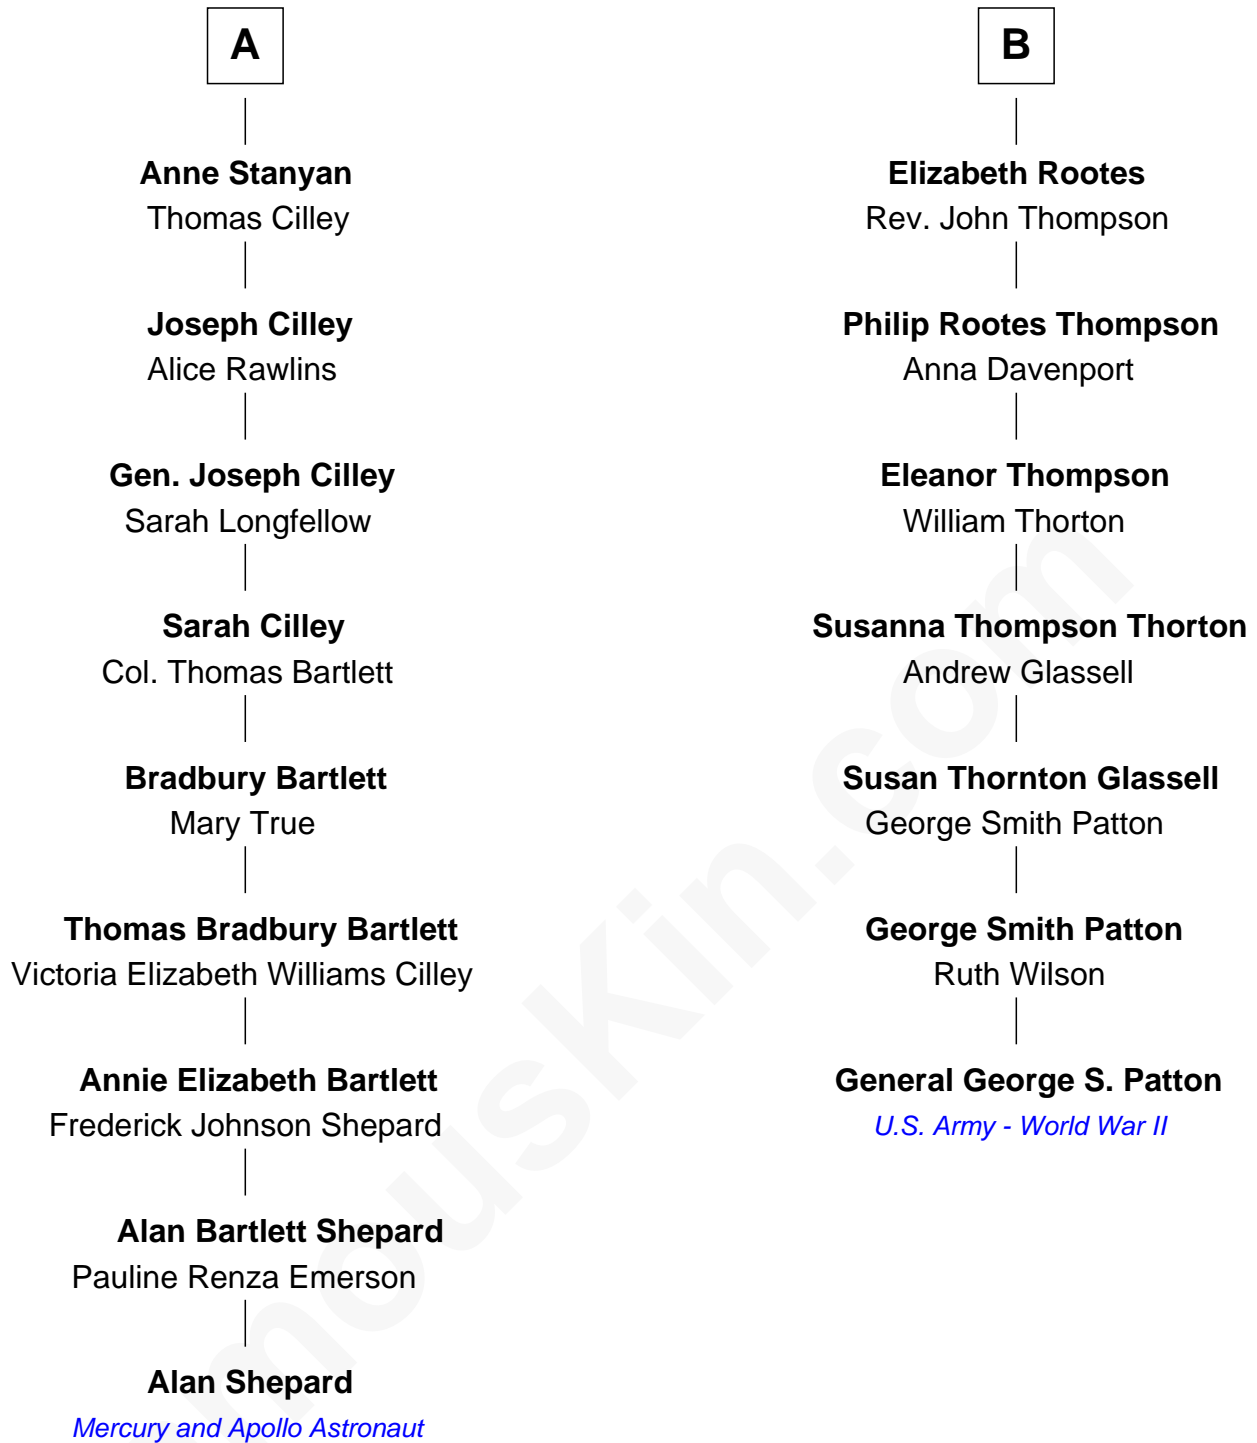 A
Anne Stanyan
Thomas Cilley
Joseph Cilley
Alice Rawlins
Gen. Joseph Cilley
Sarah Longfellow
Sarah Cilley
Col. Thomas Bartlett
Bradbury Bartlett
Mary True
Thomas Bradbury Bartlett
Victoria Elizabeth Williams Cilley
Annie Elizabeth Bartlett
Frederick Johnson Shepard
Alan Bartlett Shepard
Pauline Renza Emerson
Alan Shepard
Mercury and Apollo Astronaut
B
Elizabeth Rootes
Rev. John Thompson
Philip Rootes Thompson
Anna Davenport
Eleanor Thompson
William Thorton
Susanna Thompson Thorton
Andrew Glassell
Susan Thornton Glassell
George Smith Patton
George Smith Patton
Ruth Wilson
General George S. Patton
U.S. Army - World War II
mousKin.com